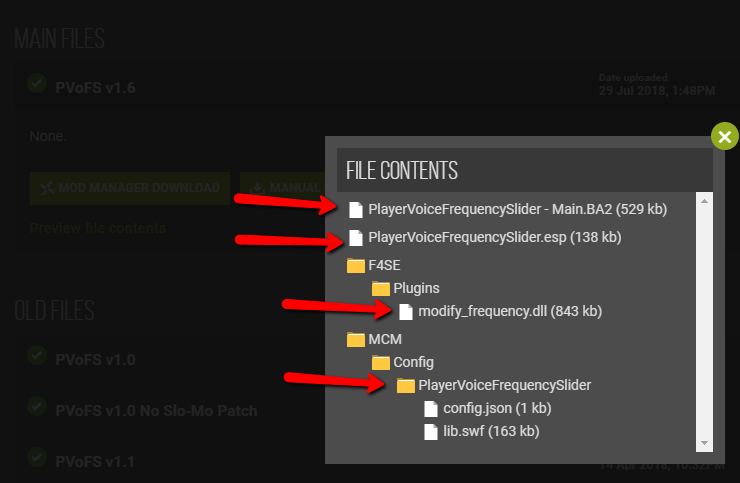 MAIN FILES
PVoFS v1.6
Date uploaded
29 Jul 2018, 1:48PM
None.
MOD MANAGER DOWNLOAD
MANUAL
Preview file contents
FILE CONTENTS
PlayerVoiceFrequencySlider - Main.BA2 (529 kb)
PlayerVoiceFrequencySlider.esp (138 kb)
F4SE
Plugins
modify_frequency.dll (843 kb)
MCM
Config
PlayerVoiceFrequencySlider
config.json (1 kb)
lib.swf (163 kb)
OLD FILES
PVoFS v1.0
PVoFS v1.0 No Slo-Mo Patch
PVoFS v1.1
14 Apr 2018, 10:32PM